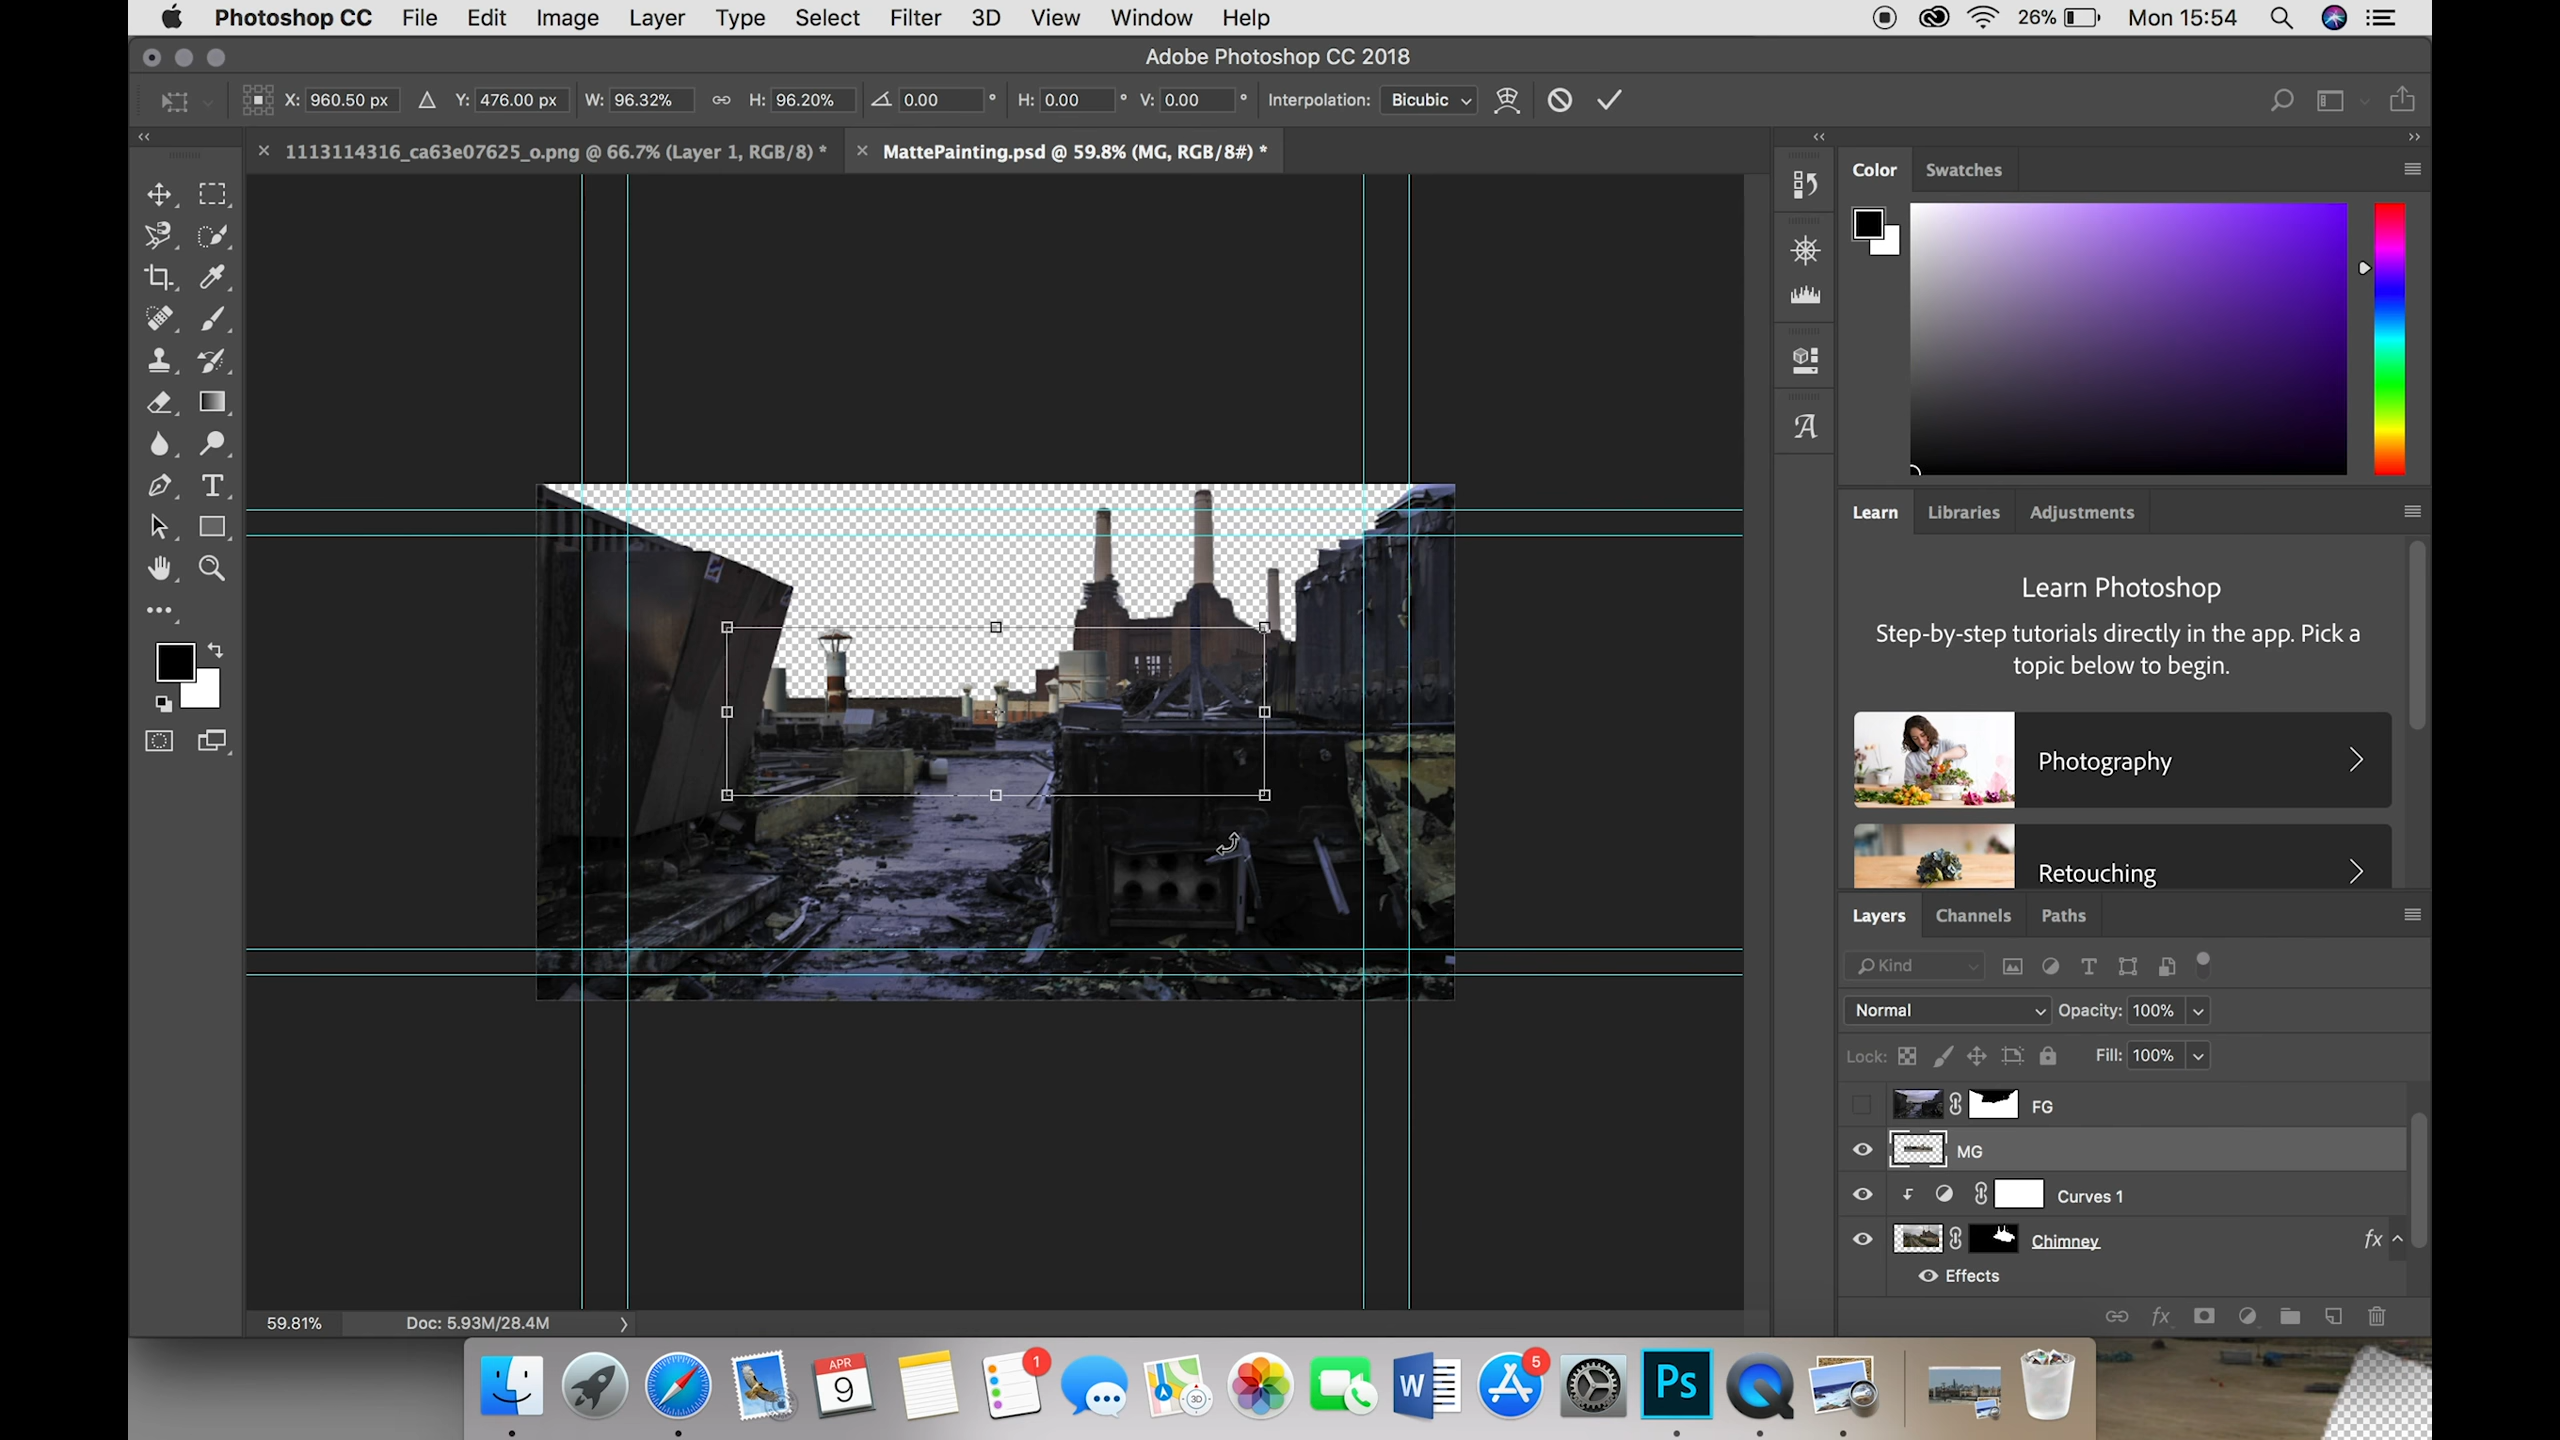 Photoshop CC File Edit Image Layer Type Select Filter 3D View Window Help 26% Mon 15:54
Adobe Photoshop CC 2018
X: 960.50 px Y: 476.00 px W: 96.32% H: 96.20% 0.00 ° H: 0.00 ° V: 0.00 ° Interpolation: Bicubic
1113114316_ca63e07625_o.png @ 66.7% (Layer 1, RGB/8) * MattePainting.psd @ 59.8% (MG, RGB/8#) *
Color Swatches
Learn Libraries Adjustments
Learn Photoshop
Step-by-step tutorials directly in the app. Pick a
topic below to begin.
Photography
Retouching
Layers Channels Paths
Kind
Normal Opacity: 100%
Lock: Fill: 100%
FG
MG
Curves 1
Chimney fx
Effects
fx
59.81% Doc: 5.93M/28.4M
1 5
APR
9
3D
W
Ps